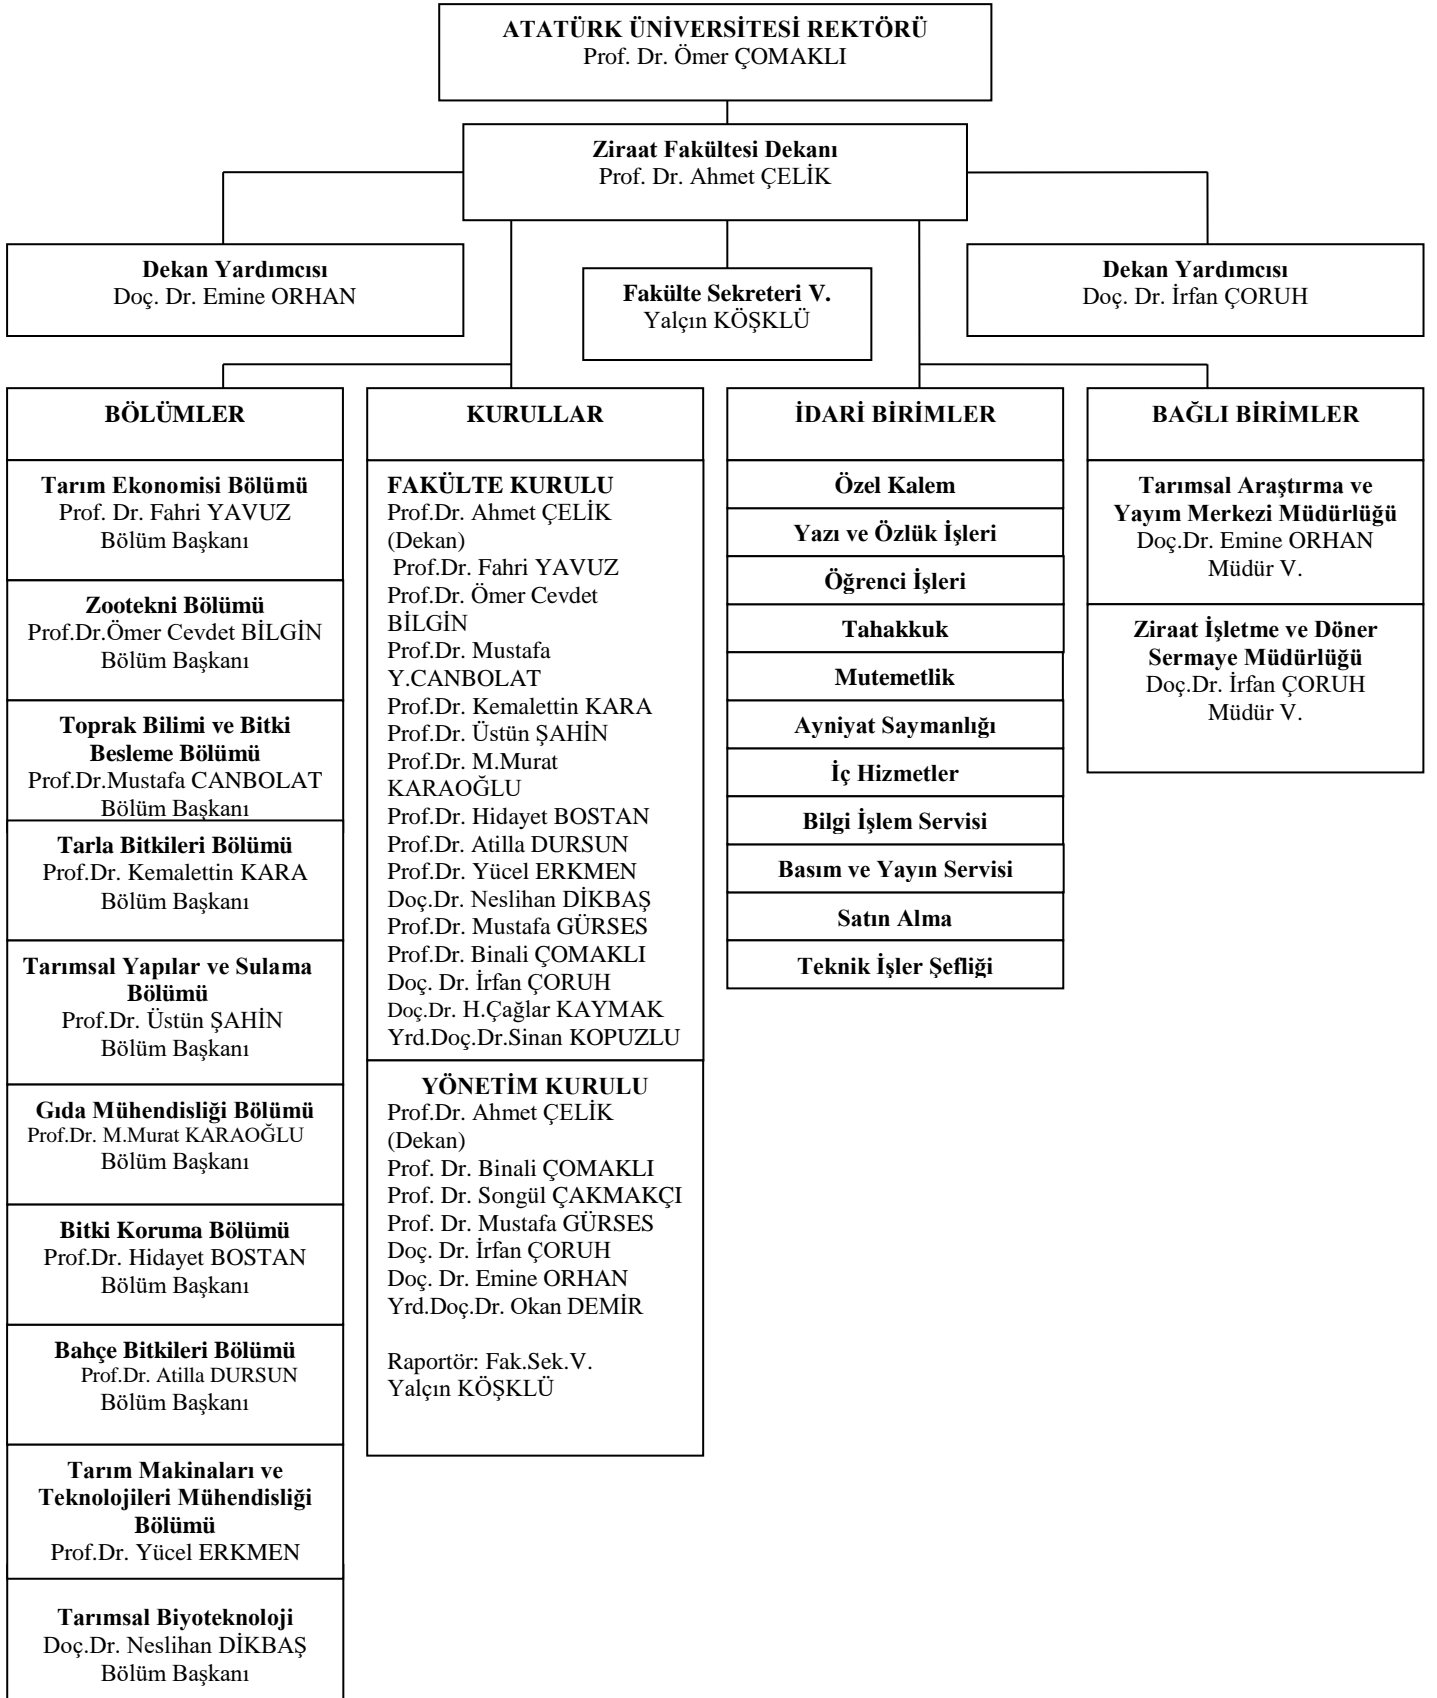 ATATÜRK ÜNİVERSİTESİ REKTÖRÜ
Prof. Dr. Ömer ÇOMAKLI
Ziraat Fakültesi Dekanı
Prof. Dr. Ahmet ÇELİK
Dekan Yardımcısı
Doç. Dr. Emine ORHAN
Fakülte Sekreteri V.
Yalçın KÖŞKLÜ
Dekan Yardımcısı
Doç. Dr. İrfan ÇORUH
BÖLÜMLER
Tarım Ekonomisi Bölümü
Prof. Dr. Fahri YAVUZ
Bölüm Başkanı
Zootekni Bölümü
Prof.Dr.Ömer Cevdet BİLGİN
Bölüm Başkanı
Toprak Bilimi ve Bitki
Besleme Bölümü
Prof.Dr.Mustafa CANBOLAT
Bölüm Başkanı
Tarla Bitkileri Bölümü
Prof.Dr. Kemalettin KARA
Bölüm Başkanı
Tarımsal Yapılar ve Sulama
Bölümü
Prof.Dr. Üstün ŞAHİN
Bölüm Başkanı
Gıda Mühendisliği Bölümü
Prof.Dr. M.Murat KARAOĞLU
Bölüm Başkanı
Bitki Koruma Bölümü
Prof.Dr. Hidayet BOSTAN
Bölüm Başkanı
Bahçe Bitkileri Bölümü
Prof.Dr. Atilla DURSUN
Bölüm Başkanı
Tarım Makinaları ve
Teknolojileri Mühendisliği
Bölümü
Prof.Dr. Yücel ERKMEN
Tarımsal Biyoteknoloji
Doç.Dr. Neslihan DİKBAŞ
Bölüm Başkanı
KURULLAR
FAKÜLTE KURULU
Prof.Dr. Ahmet ÇELİK
(Dekan)
Prof.Dr. Fahri YAVUZ
Prof.Dr. Ömer Cevdet
BİLGİN
Prof.Dr. Mustafa
Y.CANBOLAT
Prof.Dr. Kemalettin KARA
Prof.Dr. Üstün ŞAHİN
Prof.Dr. M.Murat
KARAOĞLU
Prof.Dr. Hidayet BOSTAN
Prof.Dr. Atilla DURSUN
Prof.Dr. Yücel ERKMEN
Doç.Dr. Neslihan DİKBAŞ
Prof.Dr. Mustafa GÜRSES
Prof.Dr. Binali ÇOMAKLI
Doç. Dr. İrfan ÇORUH
Doç.Dr. H.Çağlar KAYMAK
Yrd.Doç.Dr.Sinan KOPUZLU
YÖNETİM KURULU
Prof.Dr. Ahmet ÇELİK
(Dekan)
Prof. Dr. Binali ÇOMAKLI
Prof. Dr. Songül ÇAKMAKÇI
Prof. Dr. Mustafa GÜRSES
Doç. Dr. İrfan ÇORUH
Doç. Dr. Emine ORHAN
Yrd.Doç.Dr. Okan DEMİR
Raportör: Fak.Sek.V.
Yalçın KÖŞKLÜ
İDARİ BİRİMLER
Özel Kalem
Yazı ve Özlük İşleri
Öğrenci İşleri
Tahakkuk
Mutemetlik
Ayniyat Saymanlığı
İç Hizmetler
Bilgi İşlem Servisi
Basım ve Yayın Servisi
Satın Alma
Teknik İşler Şefliği
BAĞLI BİRİMLER
Tarımsal Araştırma ve
Yayım Merkezi Müdürlüğü
Doç.Dr. Emine ORHAN
Müdür V.
Ziraat İşletme ve Döner
Sermaye Müdürlüğü
Doç.Dr. İrfan ÇORUH
Müdür V.